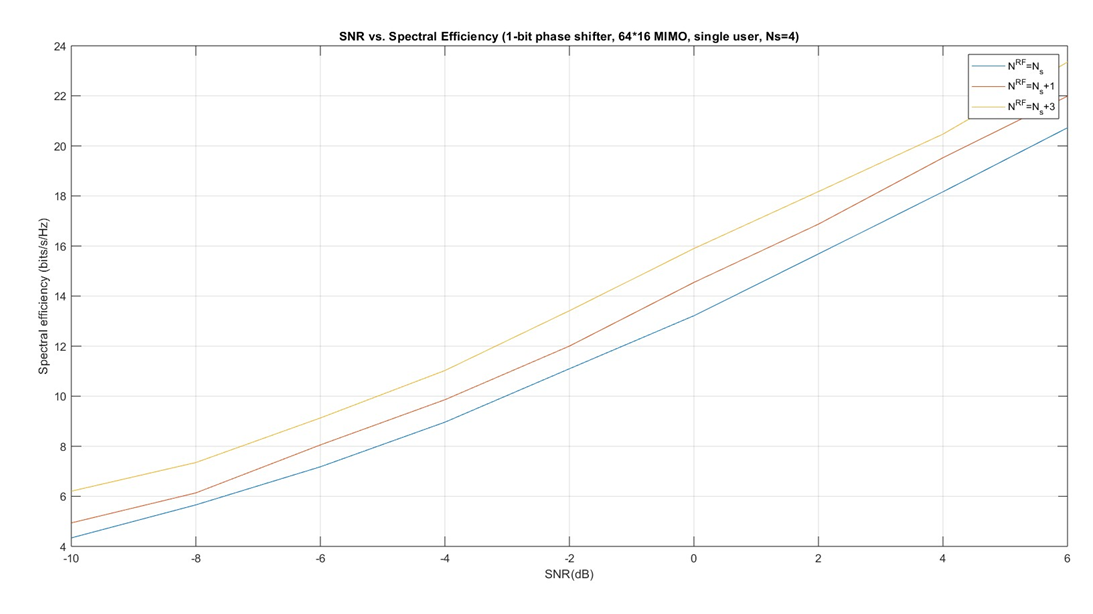 SNR vs. Spectral Efficiency (1-bit phase shifter, 64*16 MIMO, single user, Ns=4)
24
22
20
18
16
14
12
10
8
6
4
Spectral efficiency (bits/s/Hz)
N^RF=N_s
N^RF=N_s+1
N^RF=N_s+3
-10 -8 -6 -4 -2 0 2 4 6
SNR(dB)